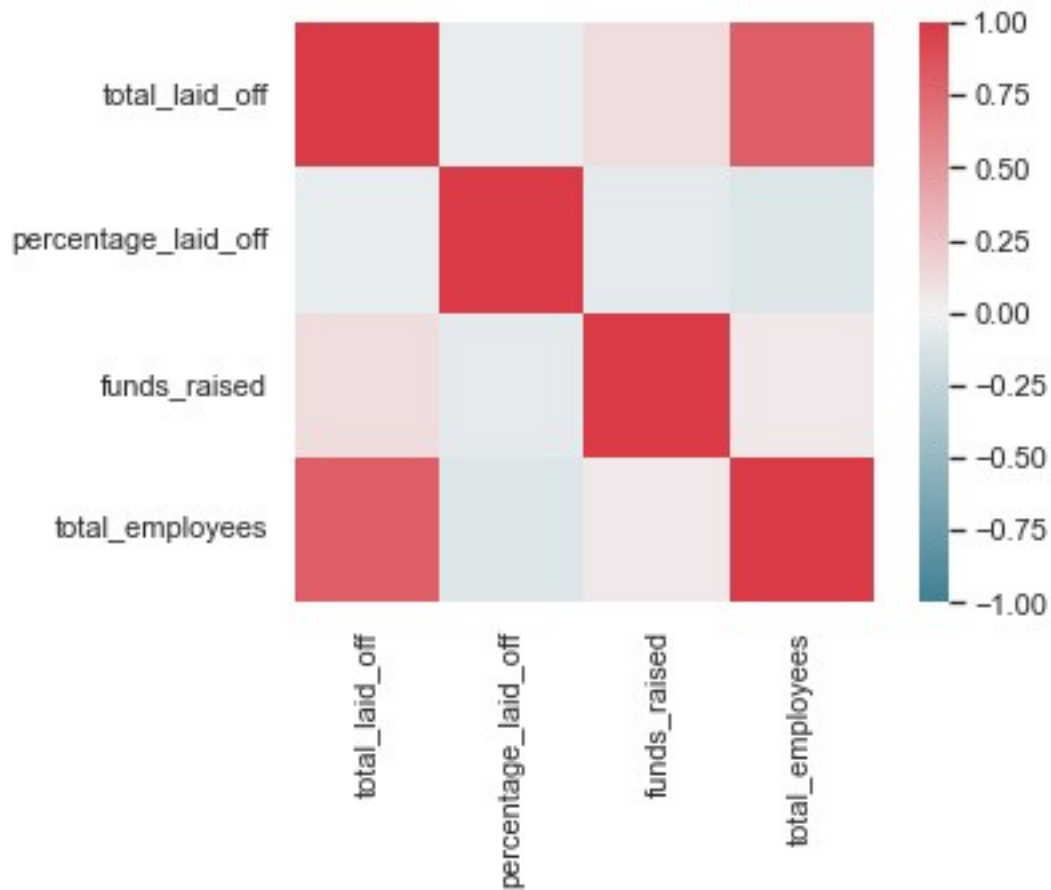 total_laid_off
percentage_laid_off
funds_raised
total_employees
total_laid_off
percentage_laid_off
funds_raised
total_employees
1.00
0.75
0.50
0.25
0.00
−0.25
−0.50
−0.75
−1.00